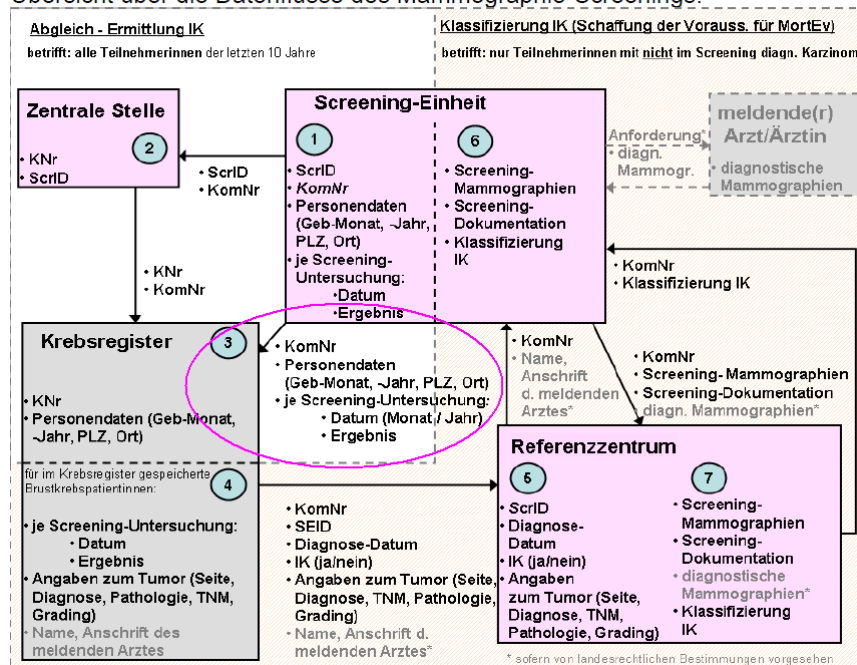 Übersicht über die Datenflüsse des Mammographie-Screenings:
Abgleich - Ermittlung IK
betrifft: alle Teilnehmerinnen der letzten 10 Jahre
Klassifizierung IK (Schaffung der Vorauss. für MortEv)
betrifft: nur Teilnehmerinnen mit nicht im Screening diagn. Karzinom
Zentrale Stelle
2
• KNr
• ScrID
Screening-Einheit
1
• ScrID
• KomNr
• Personendaten
(Geb-Monat, -Jahr,
PLZ, Ort)
• je Screening-
Untersuchung:
• Datum
• Ergebnis
6
• Screening-
Mammographien
• Screening-
Dokumentation
• Klassifizierung
IK
Anforderung*
• diagn.
Mammogr.
meldende(r)
Arzt/Ärztin
• diagnostische
Mammographien
• ScrID
• KomNr
• KNr
• KomNr
• KomNr
• Klassifizierung IK
Krebsregister
3
• KNr
• Personendaten (Geb-Monat,
-Jahr, PLZ, Ort)
• KomNr
• Personendaten
(Geb-Monat, -Jahr, PLZ, Ort)
• je Screening-Untersuchung:
• Datum (Monat / Jahr)
• Ergebnis
• KomNr
• Name,
Anschrift
d. meldenden
Arztes*
• KomNr
• Screening- Mammographien
• Screening-Dokumentation
• diagn. Mammographien*
für im Krebsregister gespeicherte
Brustkrebspatientinnen:
4
• je Screening-Untersuchung:
• Datum
• Ergebnis
• Angaben zum Tumor (Seite,
Diagnose, Pathologie, TNM,
Grading)
• Name, Anschrift des
meldenden Arztes
• KomNr
• SEID
• Diagnose-Datum
• IK (ja/nein)
• Angaben zum Tumor (Seite,
Diagnose, TNM, Pathologie,
Grading)
• Name, Anschrift d.
meldenden Arztes*
Referenzzentrum
5
• ScrID
• Diagnose-
Datum
• IK (ja/nein)
• Angaben
zum Tumor (Seite,
Diagnose, TNM,
Pathologie, Grading)
7
• Screening-
Mammographien
• Screening-
Dokumentation
• diagnostische
Mammographien*
• Klassifizierung
IK
* sofern von landesrechtlichen Bestimmungen vorgesehen